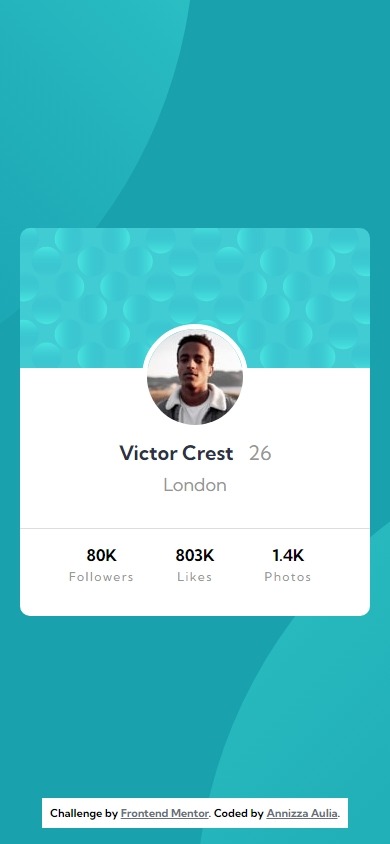 Victor Crest 26
London
80K 803K 1.4K
Followers Likes Photos
Challenge by Frontend Mentor. Coded by Annizza Aulia.